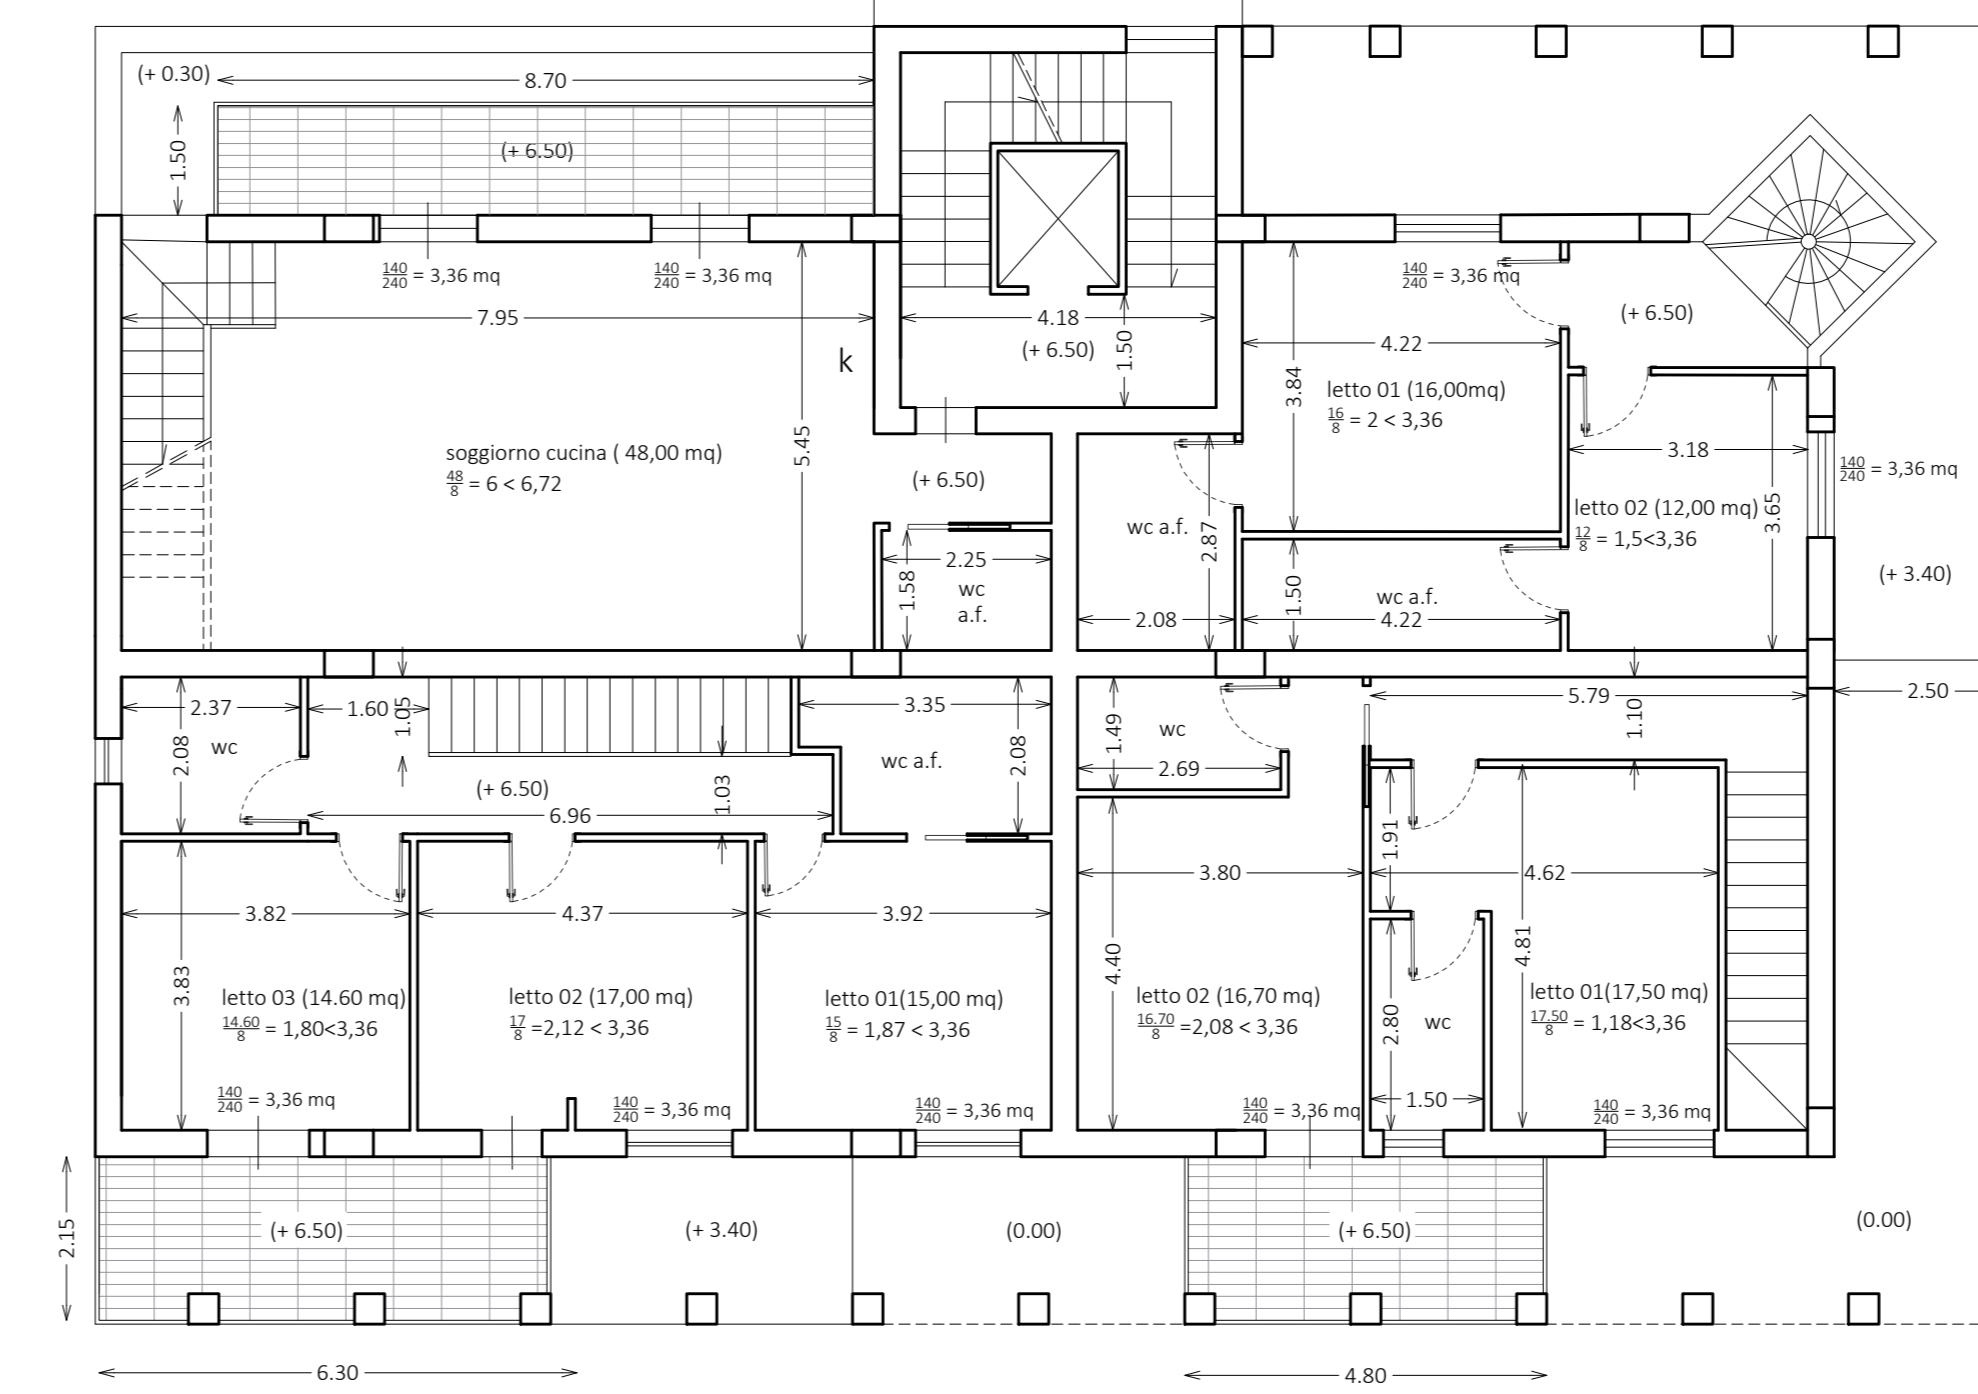 (+ 0.30)
8.70
1.50
(+ 6.50)
140/240 = 3,36 mq
140/240 = 3,36 mq
7.95
k
5.45
soggiorno cucina ( 48,00 mq)
48/8 = 6 < 6,72
4.18
(+ 6.50)
1.50
(+ 6.50)
2.25
1.58
wc
a.f.
140/240 = 3,36 mq
(+ 6.50)
4.22
3.84
letto 01 (16,00mq)
16/8 = 2 < 3,36
3.18
140/240 = 3,36 mq
letto 02 (12,00 mq)
12/8 = 1,5<3,36
3.65
wc a.f.
2.87
2.08
1.50
wc a.f.
4.22
(+ 3.40)
2.37
wc
2.08
1.60
1.05
(+ 6.50)
6.96
1.03
3.35
wc a.f.
2.08
1.49
wc
2.69
5.79
1.10
2.50
3.82
3.83
letto 03 (14.60 mq)
14.60/8 = 1,80<3,36
140/240 = 3,36 mq
4.37
letto 02 (17,00 mq)
17/8 =2,12 < 3,36
140/240 = 3,36 mq
3.92
letto 01(15,00 mq)
15/8 = 1,87 < 3,36
140/240 = 3,36 mq
3.80
4.40
letto 02 (16,70 mq)
16.70/8 =2,08 < 3,36
140/240 = 3,36 mq
1.91
4.62
4.81
2.80
wc
1.50
letto 01(17,50 mq)
17.50/8 = 1,18<3,36
140/240 = 3,36 mq
2.15
(+ 6.50)
(+ 3.40)
(0.00)
(+ 6.50)
(0.00)
6.30
4.80